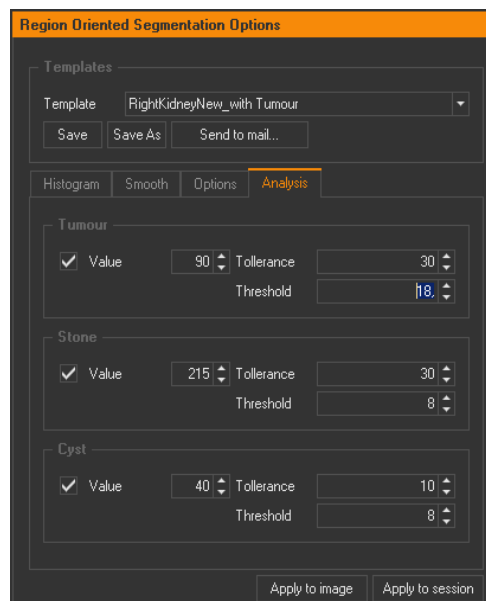 Region Oriented Segmentation Options
Templates
Template RightKidneyNew_with Tumour
Save Save As Send to mail...
Histogram Smooth Options Analysis
Tumour
Value 90 Tollerance 30
Threshold 18,
Stone
Value 215 Tollerance 30
Threshold 8
Cyst
Value 40 Tollerance 10
Threshold 8
Apply to image Apply to session